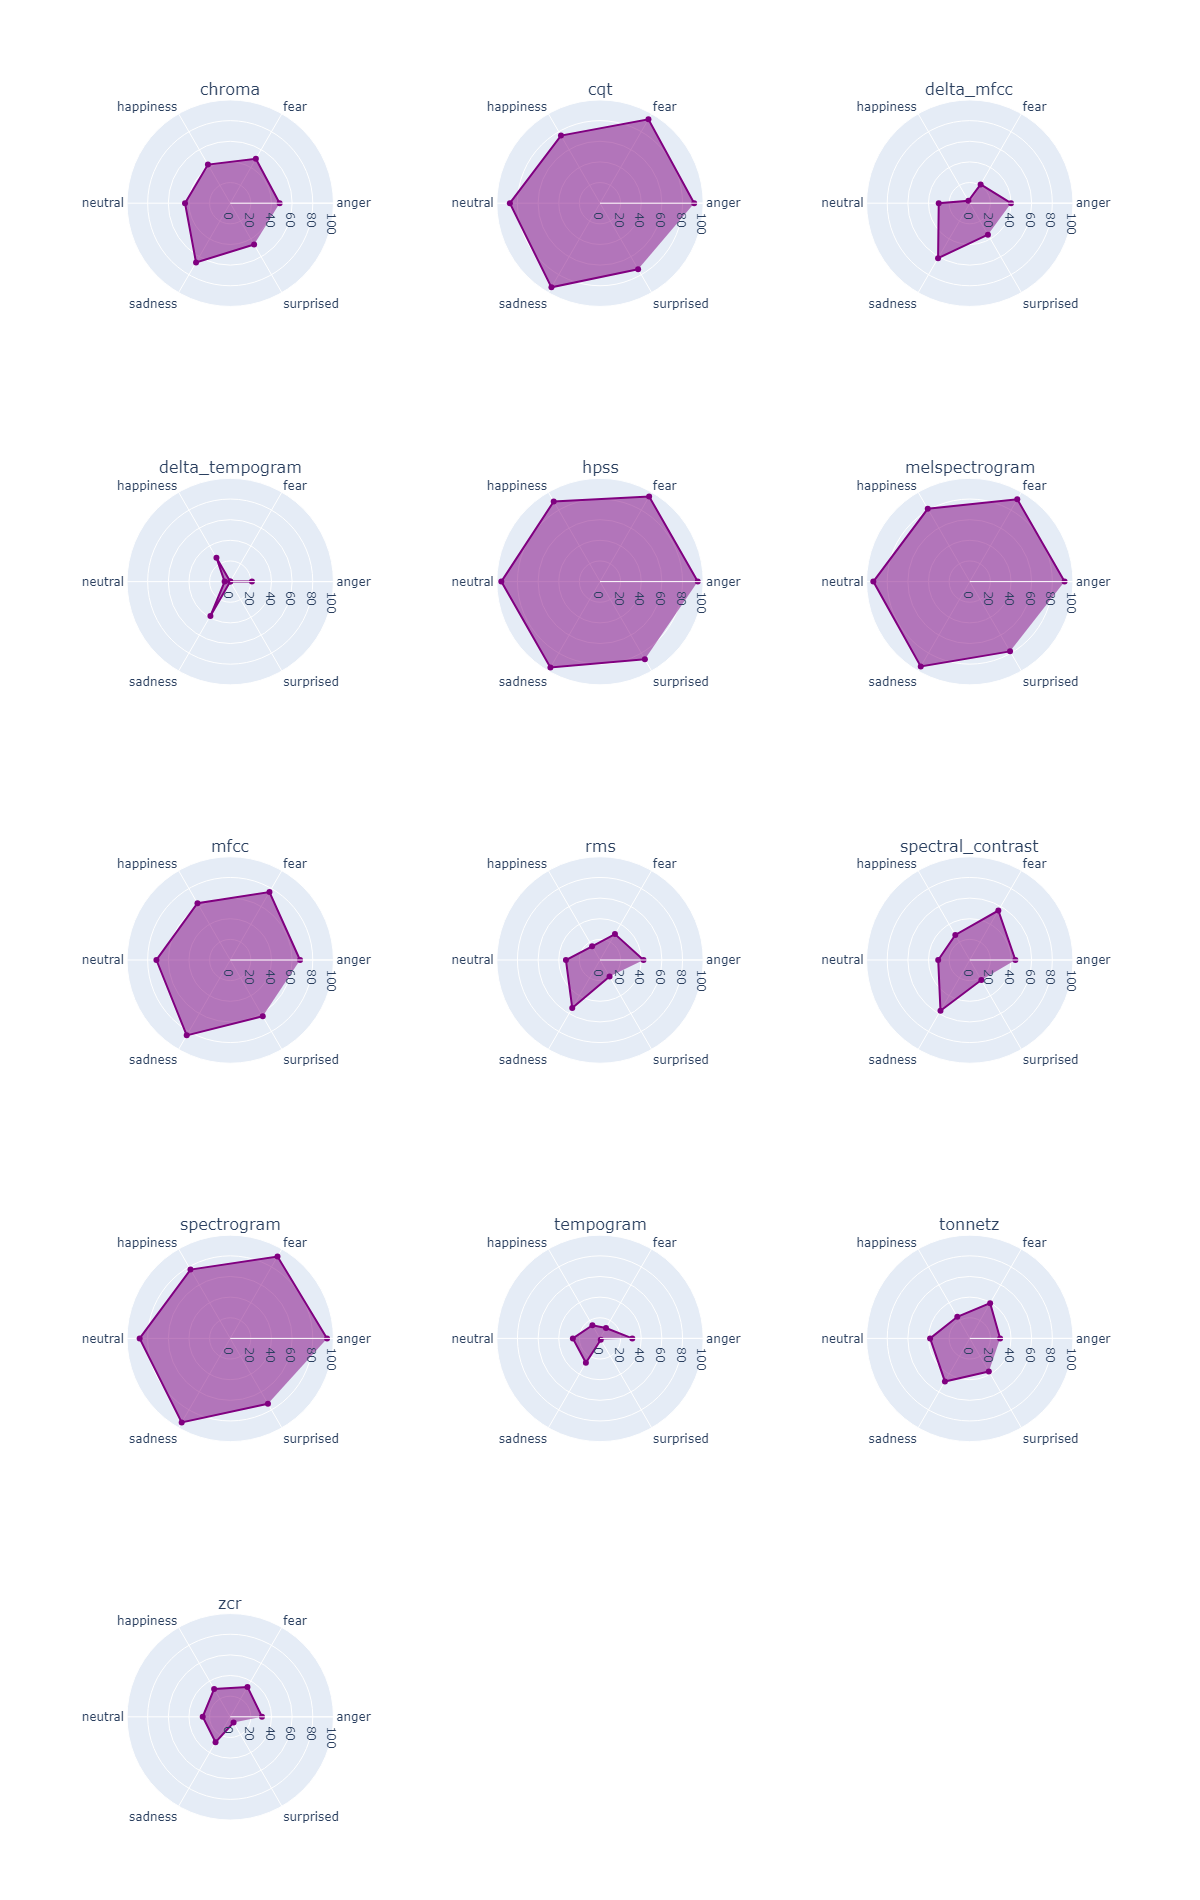 chroma
happiness fear
neutral anger
0 20 40 60 80 100
sadness surprised
cqt
happiness fear
neutral anger
0 20 40 60 80 100
sadness surprised
delta_mfcc
happiness fear
neutral anger
0 20 40 60 80 100
sadness surprised
delta_tempogram
happiness fear
neutral anger
0 20 40 60 80 100
sadness surprised
hpss
happiness fear
neutral anger
0 20 40 60 80 100
sadness surprised
melspectrogram
happiness fear
neutral anger
0 20 40 60 80 100
sadness surprised
mfcc
happiness fear
neutral anger
0 20 40 60 80 100
sadness surprised
rms
happiness fear
neutral anger
0 20 40 60 80 100
sadness surprised
spectral_contrast
happiness fear
neutral anger
0 20 40 60 80 100
sadness surprised
spectrogram
happiness fear
neutral anger
0 20 40 60 80 100
sadness surprised
tempogram
happiness fear
neutral anger
0 20 40 60 80 100
sadness surprised
tonnetz
happiness fear
neutral anger
0 20 40 60 80 100
sadness surprised
zcr
happiness fear
neutral anger
0 20 40 60 80 100
sadness surprised